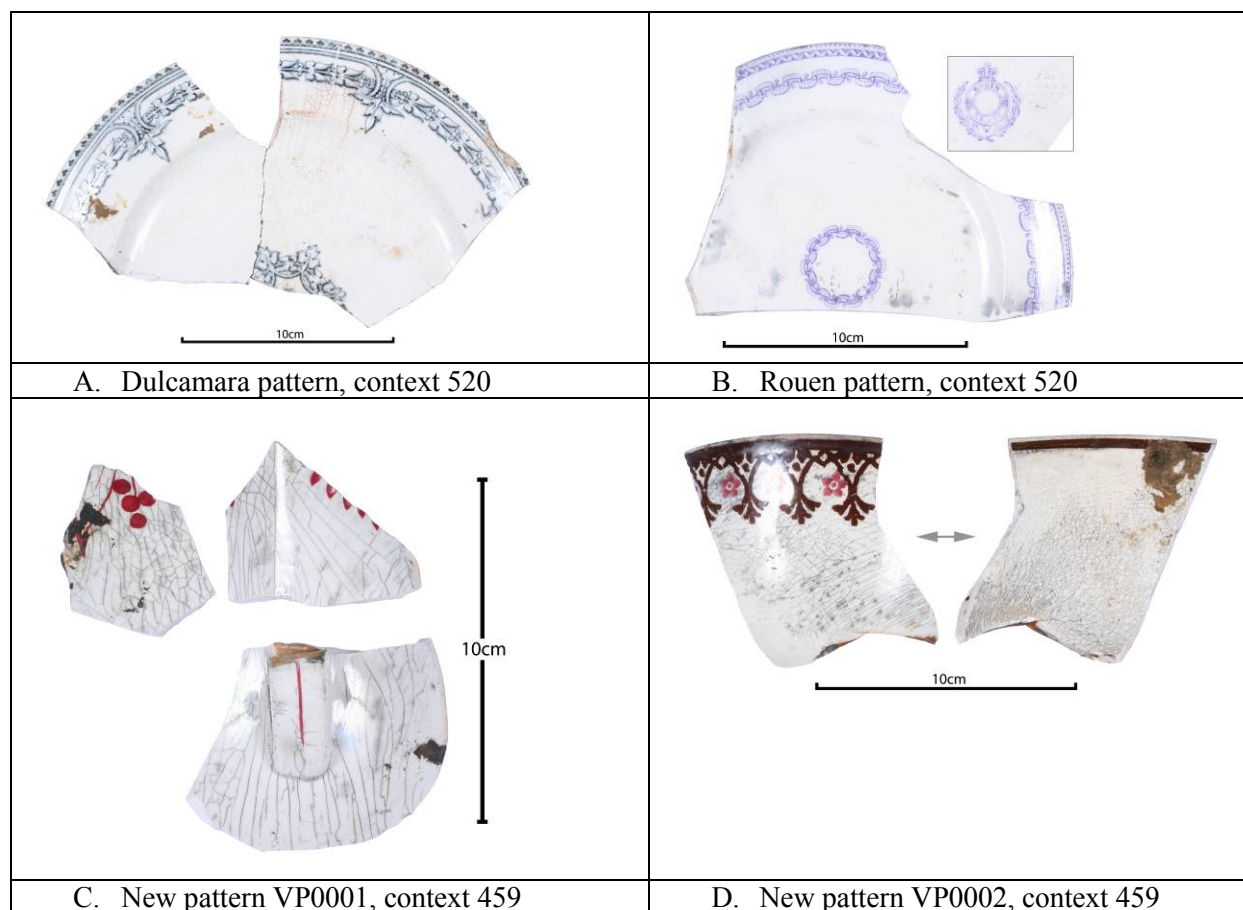 10cm
10cm
A. Dulcamara pattern, context 520
B. Rouen pattern, context 520
10cm
10cm
C. New pattern VP0001, context 459
D. New pattern VP0002, context 459